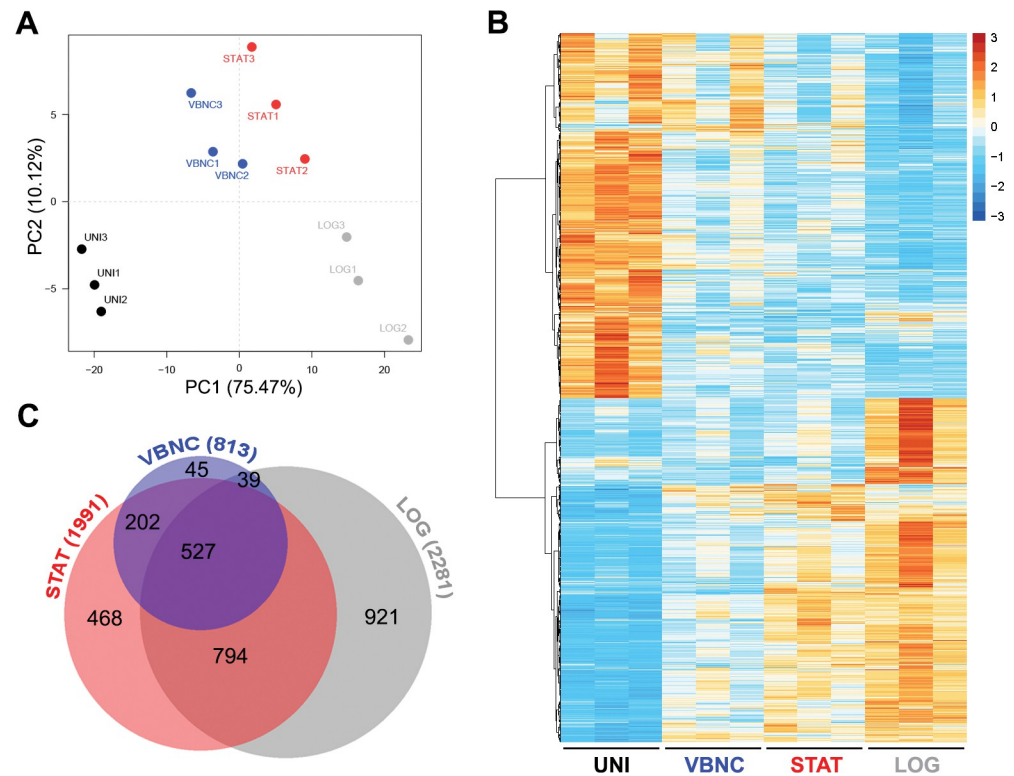 A
STAT3
VBNC3
STAT1
VBNC1
VBNC2
STAT2
LOG3
UNI3
UNI1
LOG1
UNI2
LOG2
5
0
−5
−20
−10
0
10
20
PC2 (10.12%)
PC1 (75.47%)
B
3
2
1
0
−1
−2
−3
UNI
VBNC
STAT
LOG
C
VBNC (813)
STAT (1991)
LOG (2281)
45
39
202
527
468
921
794